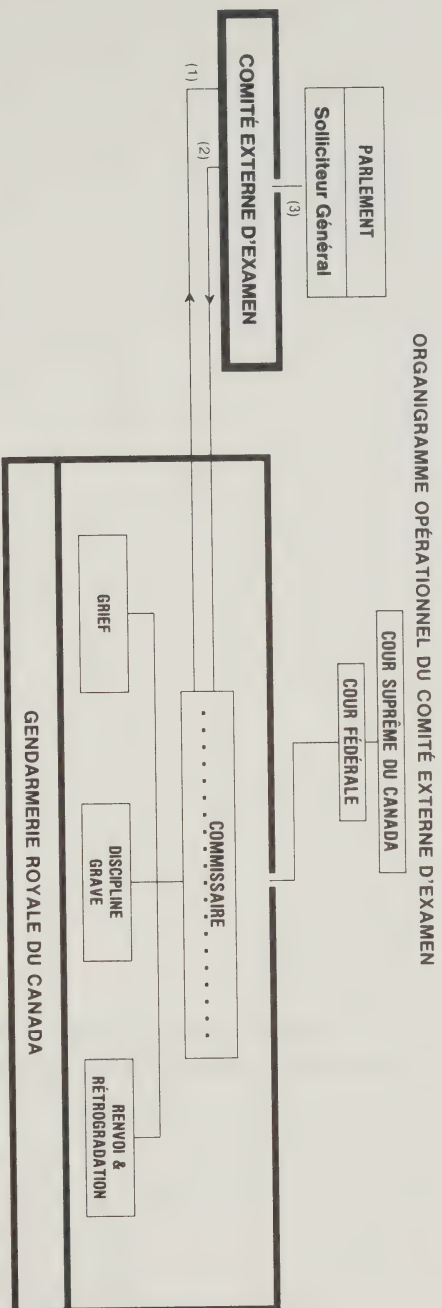 ORGANIGRAMME OPÉRATIONNEL DU COMITÉ EXTERNE D'EXAMEN
PARLEMENT
Solliciteur Général
(3)
COMITÉ EXTERNE D'EXAMEN
(1)
(2)
COUR SUPRÊME DU CANADA
COUR FÉDÉRALE
COMMISSAIRE
GRIEF
DISCIPLINE
GRAVE
RENVOI &
RÉTROGRADATION
GENDARMERIE ROYALE DU CANADA